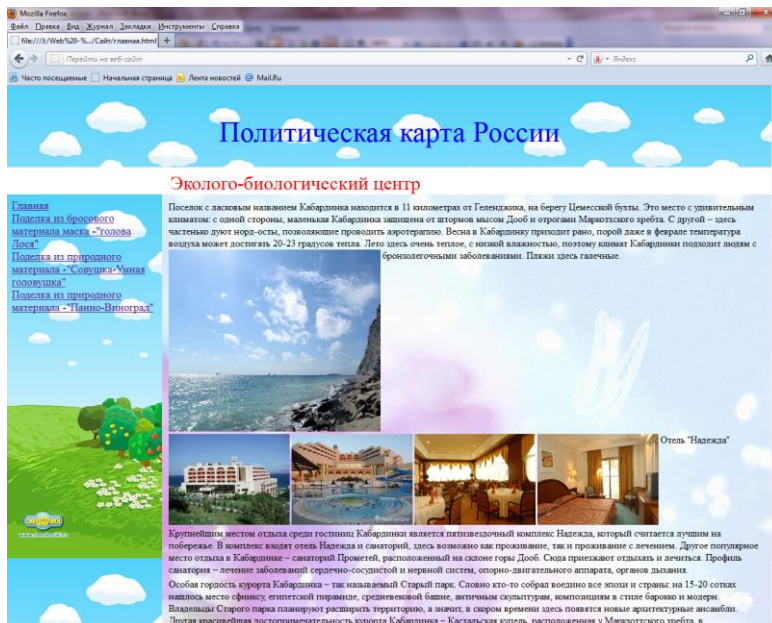 Mozilla Firefox
Файл Правка Вид Журнал Закладки Инструменты Справка
file:///J:/Web%20-%.../Сайт/главная.html +
Перейти на веб-сайт
Яндекс
Часто посещаемые Начальная страница Лента новостей Mail.Ru
Политическая карта России
Эколого-биологический центр
Главная
Поделка из бросового
материала маска -"голова
Лося"
Поделка из природного
материала -"Совушка-Умная
головушка"
Поделка из природного
материала -"Панно-Виноград"
Поселок с ласковым названием Кабардинка находится в 11 километрах от Геленджика, на берегу Цемесской бухты. Это место с удивительным
климатом: с одной стороны, маленькая Кабардинка защищена от штормов мысом Дооб и отрогами Маркотхского хребта. С другой – здесь
частенько дуют норд-осты, позволяющие проводить аэротерапию. Весна в Кабардинку приходит рано, порой даже в феврале температура
воздуха может достигать 20-23 градусов тепла. Лето здесь очень теплое, с низкой влажностью, поэтому климат Кабардинки подходит людям с
бронхолегочными заболеваниями. Пляжи здесь галечные.
Отель "Надежда"
Крупнейшим местом отдыха среди гостиниц Кабардинки является пятизвездочный комплекс Надежда, который считается лучшим на
побережье. В комплекс входят отель Надежда и санаторий, здесь возможно как проживание, так и проживание с лечением. Другое популярное
место отдыха в Кабардинке – санаторий Прометей, расположенный на склоне горы Дооб. Сюда приезжают отдыхать и лечиться. Профиль
санатория – лечение заболеваний сердечно-сосудистой и нервной систем, опорно-двигательного аппарата, органов дыхания.
Особая гордость курорта Кабардинка – так называемый Старый парк. Словно кто-то собрал воедино все эпохи и страны: на 15-20 сотках
нашлось место сфинксу, египетской пирамиде, средневековой башне, античным скульптурам, композициям в стиле барокко и модерн.
Владельцы Старого парка планируют расширить территорию, а значит, в скором времени здесь появятся новые архитектурные ансамбли.
Другая красивейшая достопримечательность курорта Кабардинка – Кастальская купель, расположенная у Маркхотского хребта, в